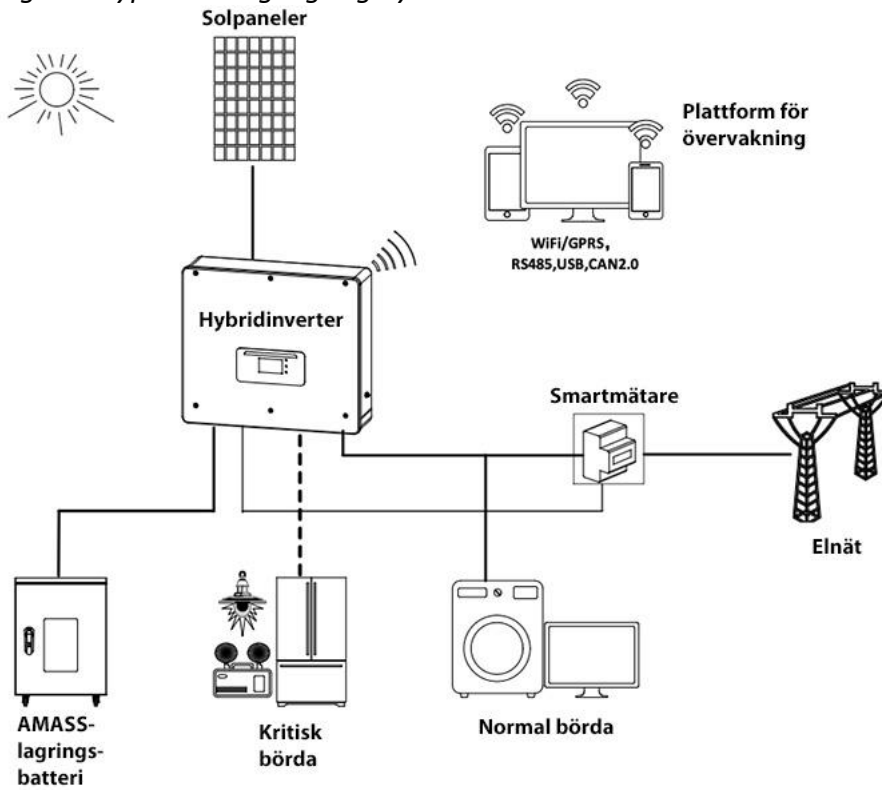 Solpaneler
Plattform för
övervakning
WiFi/GPRS,
RS485,USB,CAN2.0
Hybridinverter
Smartmätare
Elnät
AMASS-
lagrings-
batteri
Kritisk
börda
Normal börda